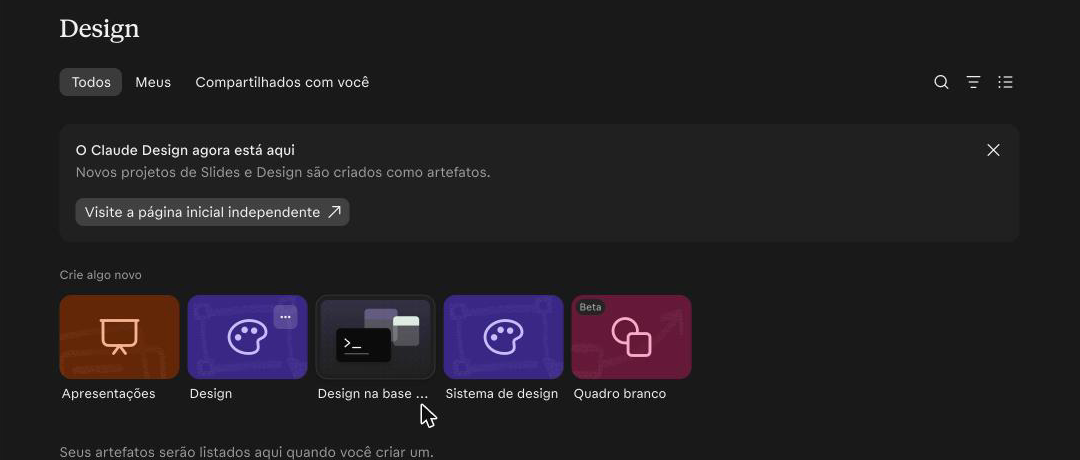 Design
Todos Meus Compartilhados com você
O Claude Design agora está aqui
Novos projetos de Slides e Design são criados como artefatos.
Visite a página inicial independente
Crie algo novo
Beta
>_
Apresentações Design Design na base ... Sistema de design Quadro branco
Seus artefatos serão listados aqui quando você criar um.